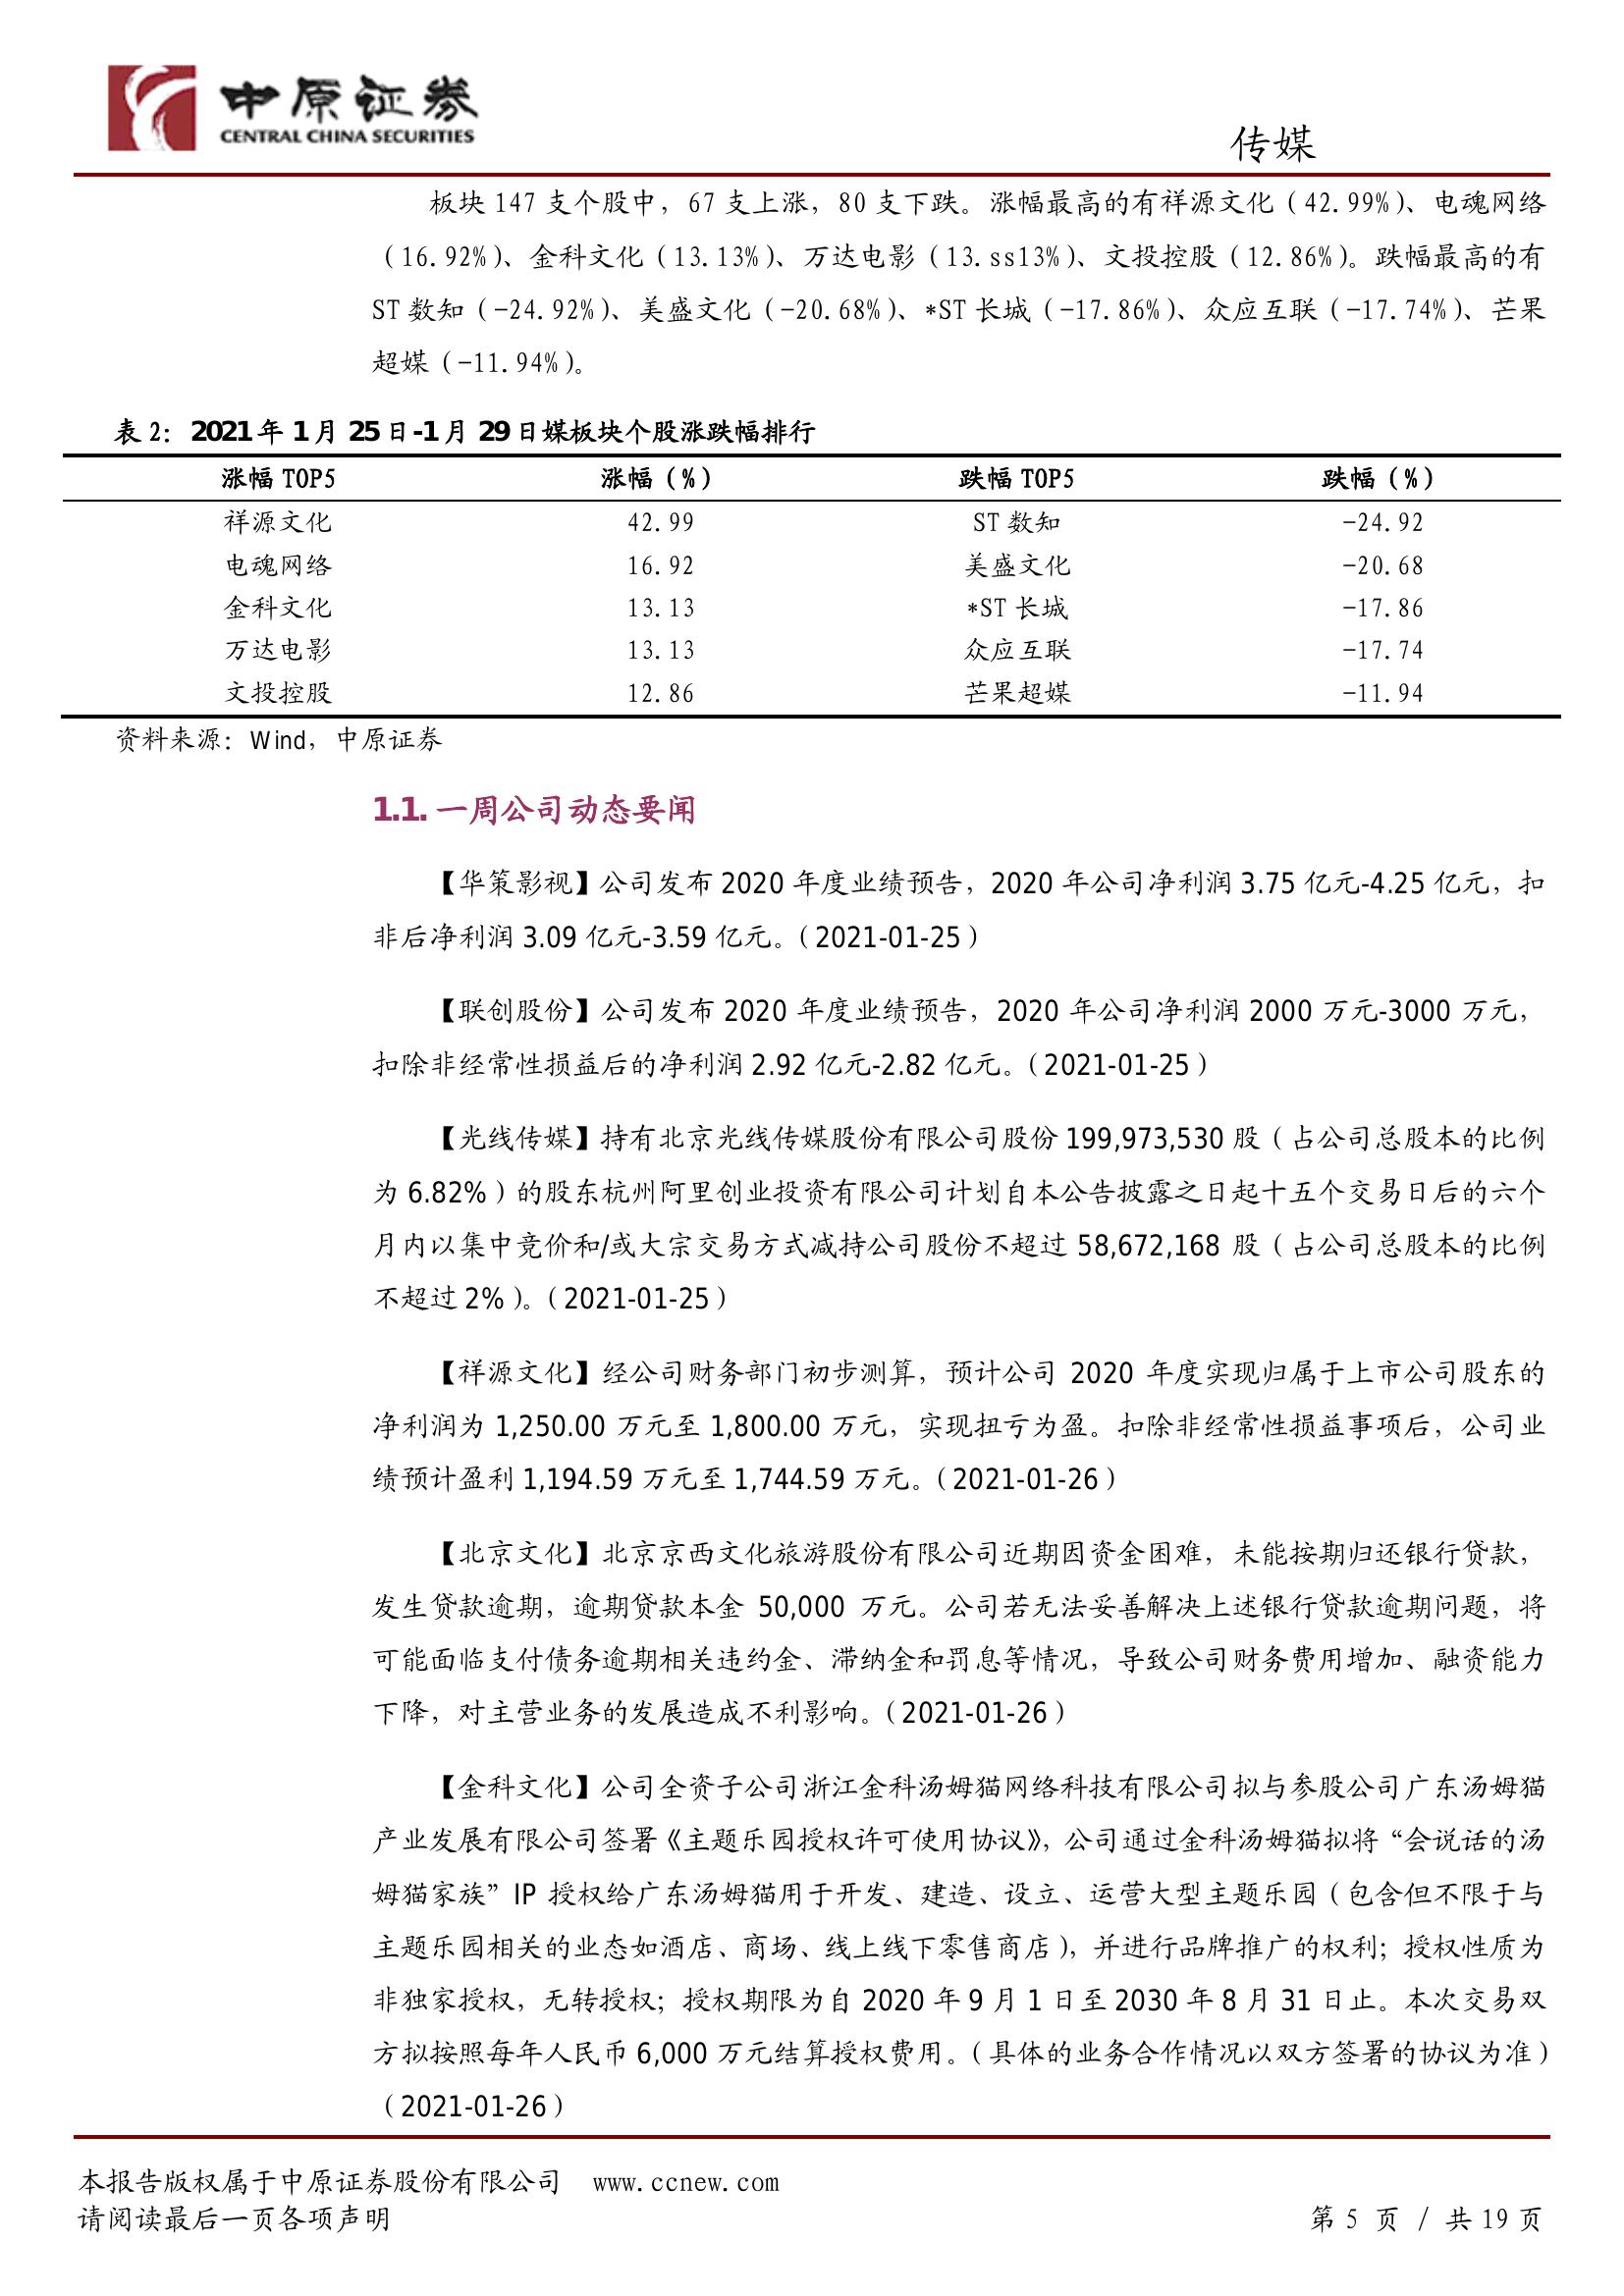 中原证券
CENTRAL CHINA SECURITIES
传媒
板块 147 支个股中，67 支上涨，80 支下跌。涨幅最高的有祥源文化（42.99%）、电魂网络
（16.92%）、金科文化（13.13%）、万达电影（13.ss13%）、文投控股（12.86%）。跌幅最高的有
ST 数知（-24.92%）、美盛文化（-20.68%）、*ST 长城（-17.86%）、众应互联（-17.74%）、芒果
超媒（-11.94%）。
表 2：2021 年 1 月 25 日-1 月 29 日媒板块个股涨跌幅排行
涨幅 TOP5 涨幅（%） 跌幅 TOP5 跌幅（%）
祥源文化 42.99 ST 数知 -24.92
电魂网络 16.92 美盛文化 -20.68
金科文化 13.13 *ST 长城 -17.86
万达电影 13.13 众应互联 -17.74
文投控股 12.86 芒果超媒 -11.94
资料来源：Wind，中原证券
1.1. 一周公司动态要闻
【华策影视】公司发布 2020 年度业绩预告，2020 年公司净利润 3.75 亿元-4.25 亿元，扣
非后净利润 3.09 亿元-3.59 亿元。（2021-01-25）
【联创股份】公司发布 2020 年度业绩预告，2020 年公司净利润 2000 万元-3000 万元，
扣除非经常性损益后的净利润 2.92 亿元-2.82 亿元。（2021-01-25）
【光线传媒】持有北京光线传媒股份有限公司股份 199,973,530 股（占公司总股本的比例
为 6.82%）的股东杭州阿里创业投资有限公司计划自本公告披露之日起十五个交易日后的六个
月内以集中竞价和/或大宗交易方式减持公司股份不超过 58,672,168 股（占公司总股本的比例
不超过 2%）。（2021-01-25）
【祥源文化】经公司财务部门初步测算，预计公司 2020 年度实现归属于上市公司股东的
净利润为 1,250.00 万元至 1,800.00 万元，实现扭亏为盈。扣除非经常性损益事项后，公司业
绩预计盈利 1,194.59 万元至 1,744.59 万元。（2021-01-26）
【北京文化】北京京西文化旅游股份有限公司近期因资金困难，未能按期归还银行贷款，
发生贷款逾期，逾期贷款本金 50,000 万元。公司若无法妥善解决上述银行贷款逾期问题，将
可能面临支付债务逾期相关违约金、滞纳金和罚息等情况，导致公司财务费用增加、融资能力
下降，对主营业务的发展造成不利影响。（2021-01-26）
【金科文化】公司全资子公司浙江金科汤姆猫网络科技有限公司拟与参股公司广东汤姆猫
产业发展有限公司签署《主题乐园授权许可使用协议》，公司通过金科汤姆猫拟将“会说话的汤
姆猫家族”IP 授权给广东汤姆猫用于开发、建造、设立、运营大型主题乐园（包含但不限于与
主题乐园相关的业态如酒店、商场、线上线下零售商店），并进行品牌推广的权利；授权性质为
非独家授权，无转授权；授权期限为自 2020 年 9 月 1 日至 2030 年 8 月 31 日止。本次交易双
方拟按照每年人民币 6,000 万元结算授权费用。（具体的业务合作情况以双方签署的协议为准）
（2021-01-26）
本报告版权属于中原证券股份有限公司 www.ccnew.com
请阅读最后一页各项声明 第 5 页 / 共 19 页